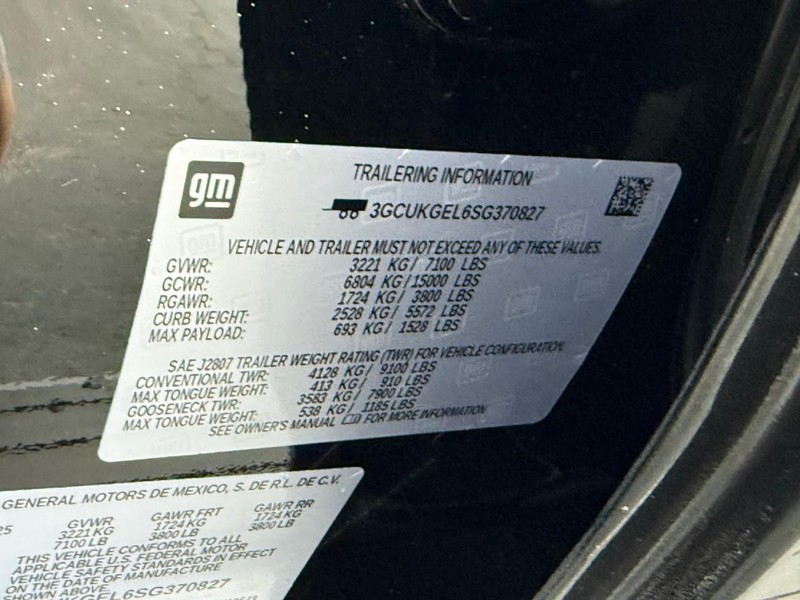 gm
TRAILERING INFORMATION
3GCUKGEL6SG370827
VEHICLE AND TRAILER MUST NOT EXCEED ANY OF THESE VALUES.
GVWR: 3221 KG / 7100 LBS
GCWR: 6804 KG / 15000 LBS
RGAWR: 1724 KG / 3800 LBS
CURB WEIGHT: 2528 KG / 5572 LBS
MAX PAYLOAD: 693 KG / 1528 LBS
SAE J2807 TRAILER WEIGHT RATING (TWR) FOR VEHICLE CONFIGURATION.
CONVENTIONAL TWR: 4128 KG / 9100 LBS
MAX TONGUE WEIGHT: 413 KG / 910 LBS
GOOSENECK TWR: 3583 KG / 7900 LBS
MAX TONGUE WEIGHT: 538 KG / 1185 LBS
SEE OWNER'S MANUAL FOR MORE INFORMATION
GENERAL MOTORS DE MEXICO, S. DE R.L. DE C.V.
25 GVWR GAWR FRT GAWR RR
3221 KG 1724 KG 1724 KG
7100 LB 3800 LB 3800 LB
THIS VEHICLE CONFORMS TO ALL
APPLICABLE U.S. FEDERAL MOTOR
VEHICLE SAFETY STANDARDS IN EFFECT
ON THE DATE OF MANUFACTURE
SHOWN ABOVE.
UKGEL6SG370827